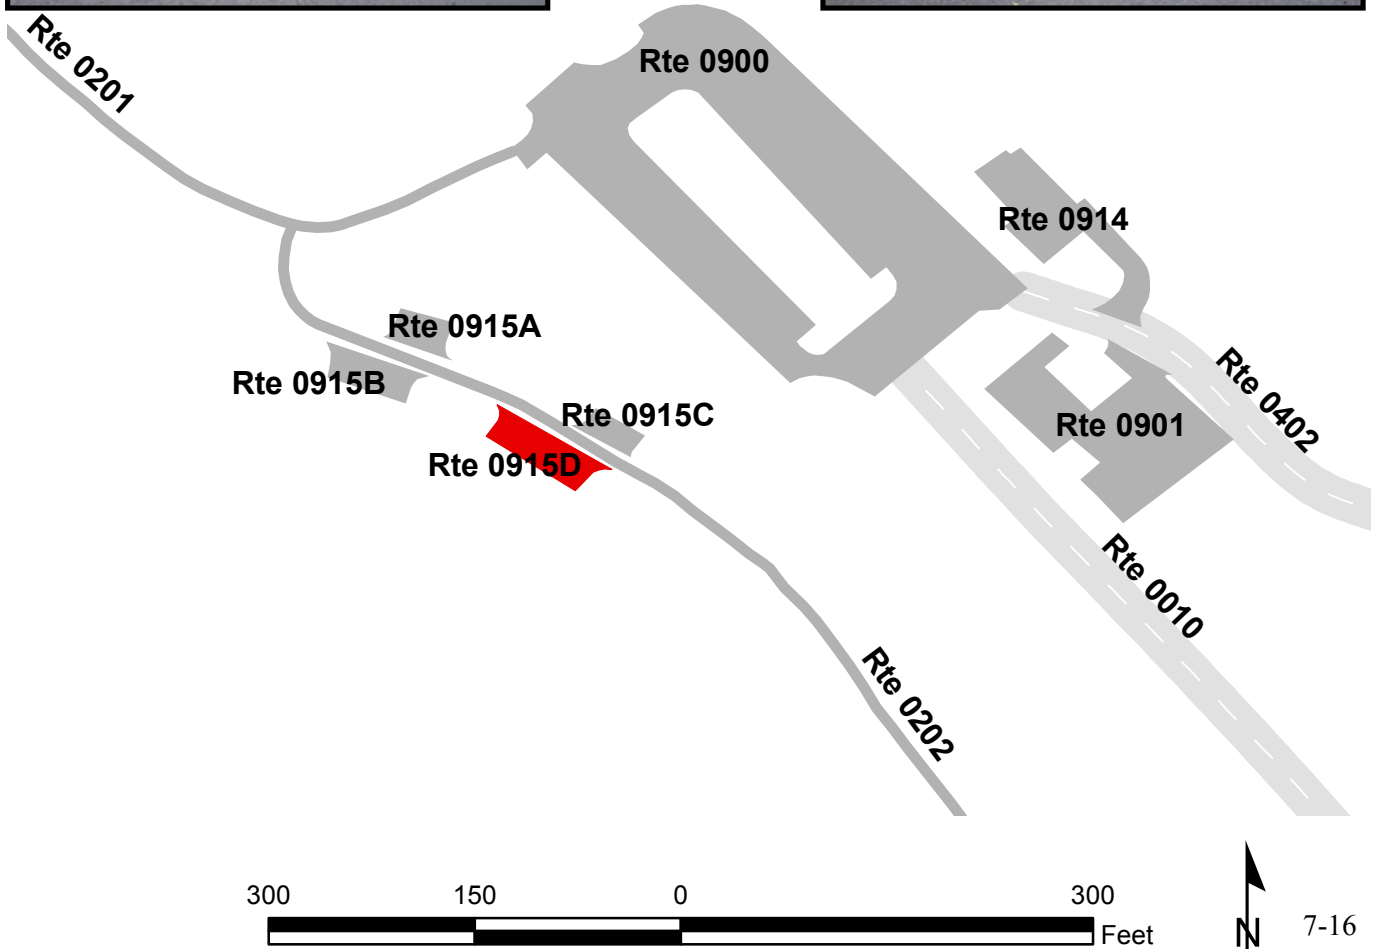 Rte 0201
Rte 0900
Rte 0914
Rte 0915A
Rte 0915B
Rte 0915C
Rte 0915D
Rte 0901
Rte 0402
Rte 0010
Rte 0202
300 150 0 300
Feet
N
7-16